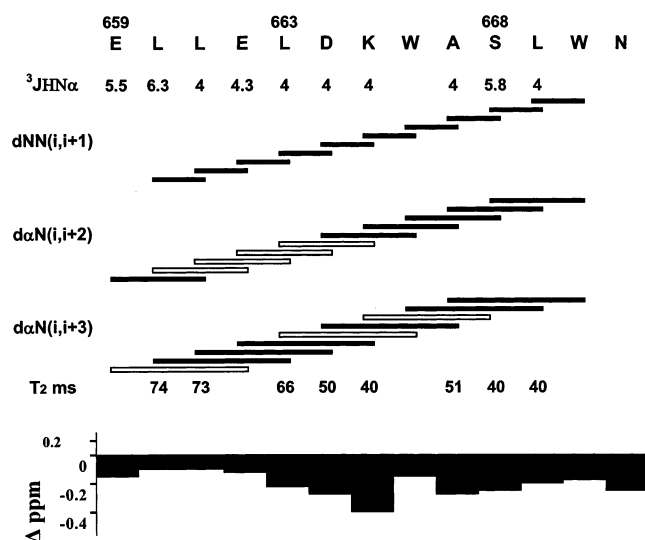 659 663 668
E L L E L D K W A S L W N
³JHNα 5.5 6.3 4 4.3 4 4 4 4 5.8 4
dNN(i,i+1)
dαN(i,i+2)
dαN(i,i+3)
T₂ ms 74 73 66 50 40 51 40 40
0.2
0
-0.2
-0.4
Δ ppm